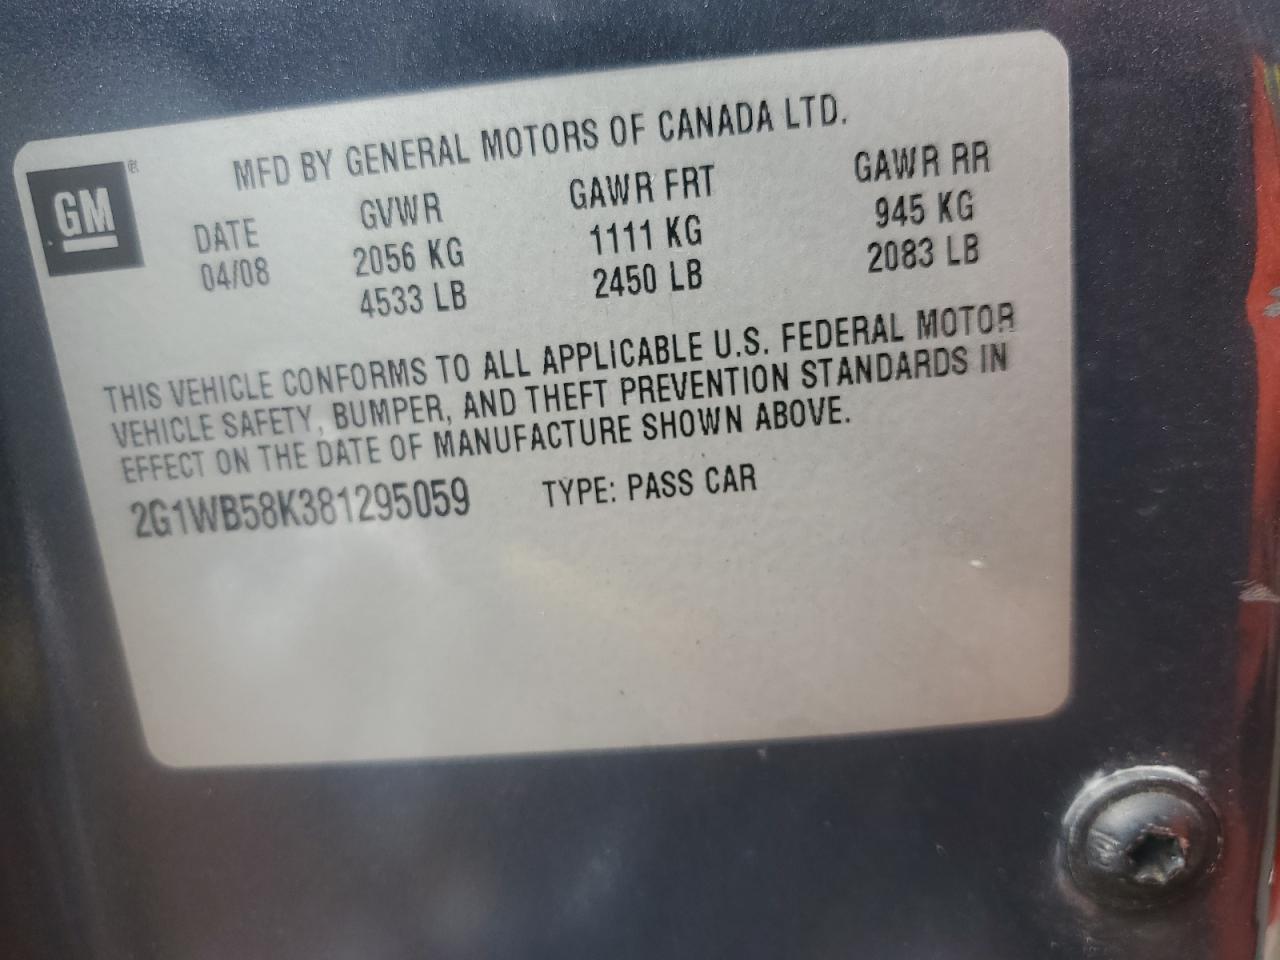 GM ®
MFD BY GENERAL MOTORS OF CANADA LTD.
DATE GVWR GAWR FRT GAWR RR
04/08 2056 KG 1111 KG 945 KG
4533 LB 2450 LB 2083 LB
THIS VEHICLE CONFORMS TO ALL APPLICABLE U.S. FEDERAL MOTOR
VEHICLE SAFETY, BUMPER, AND THEFT PREVENTION STANDARDS IN
EFFECT ON THE DATE OF MANUFACTURE SHOWN ABOVE.
2G1WB58K381295059 TYPE: PASS CAR